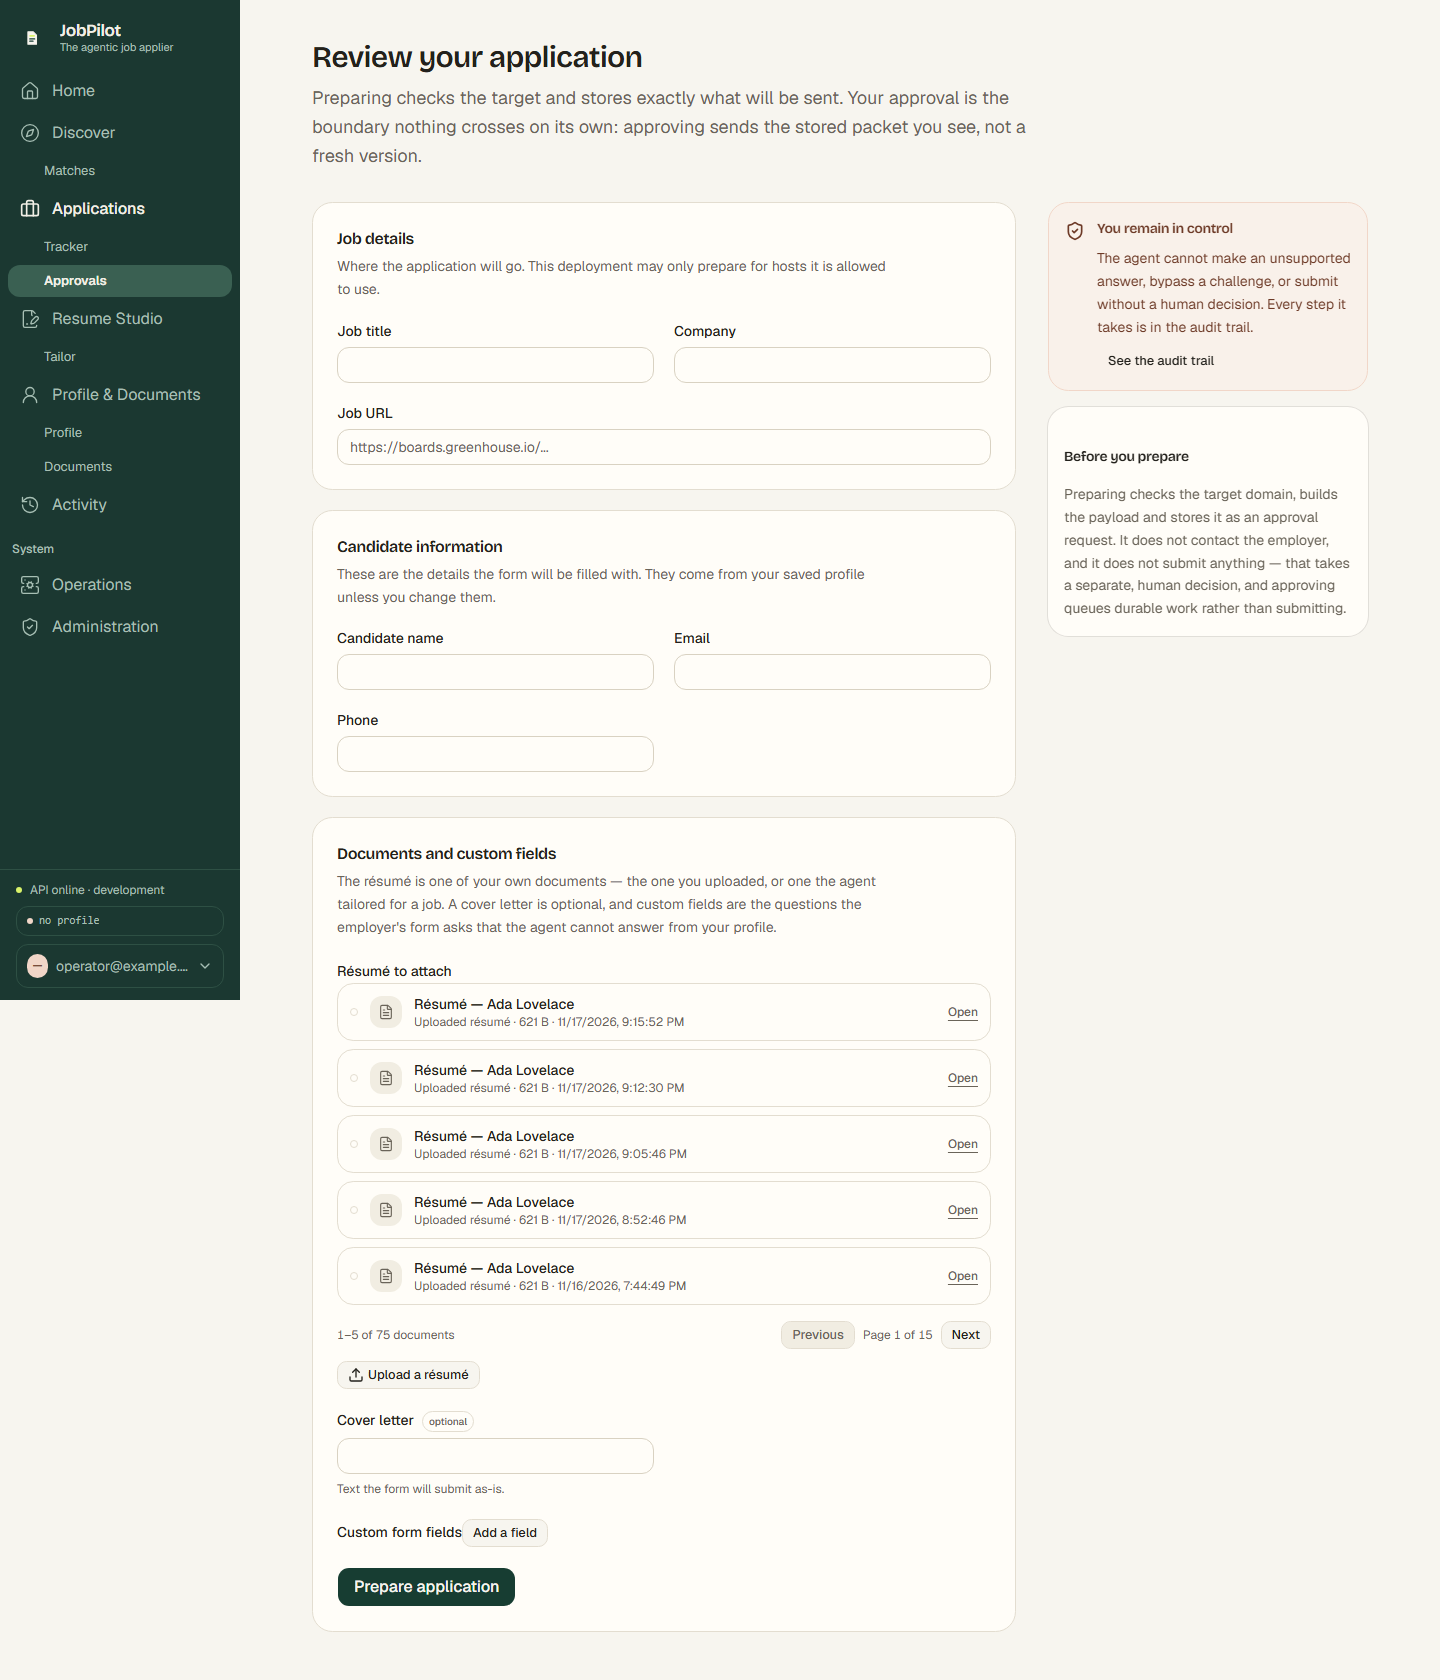 JobPilot
The agentic job applier
Home
Discover
Matches
Applications
Tracker
Approvals
Resume Studio
Tailor
Profile & Documents
Profile
Documents
Activity
System
Operations
Administration
API online · development
no profile
operator@example....
Review your application
Preparing checks the target and stores exactly what will be sent. Your approval is the
boundary nothing crosses on its own: approving sends the stored packet you see, not a
fresh version.
Job details
Where the application will go. This deployment may only prepare for hosts it is allowed
to use.
Job title
Company
Job URL
https://boards.greenhouse.io/...
Candidate information
These are the details the form will be filled with. They come from your saved profile
unless you change them.
Candidate name
Email
Phone
Documents and custom fields
The résumé is one of your own documents — the one you uploaded, or one the agent
tailored for a job. A cover letter is optional, and custom fields are the questions the
employer's form asks that the agent cannot answer from your profile.
Résumé to attach
Résumé — Ada Lovelace
Uploaded résumé · 621 B · 11/17/2026, 9:15:52 PM
Open
Résumé — Ada Lovelace
Uploaded résumé · 621 B · 11/17/2026, 9:12:30 PM
Open
Résumé — Ada Lovelace
Uploaded résumé · 621 B · 11/17/2026, 9:05:46 PM
Open
Résumé — Ada Lovelace
Uploaded résumé · 621 B · 11/17/2026, 8:52:46 PM
Open
Résumé — Ada Lovelace
Uploaded résumé · 621 B · 11/16/2026, 7:44:49 PM
Open
1–5 of 75 documents
Previous
Page 1 of 15
Next
Upload a résumé
Cover letter
optional
Text the form will submit as-is.
Custom form fields
Add a field
Prepare application
You remain in control
The agent cannot make an unsupported
answer, bypass a challenge, or submit
without a human decision. Every step it
takes is in the audit trail.
See the audit trail
Before you prepare
Preparing checks the target domain, builds
the payload and stores it as an approval
request. It does not contact the employer,
and it does not submit anything — that takes
a separate, human decision, and approving
queues durable work rather than submitting.